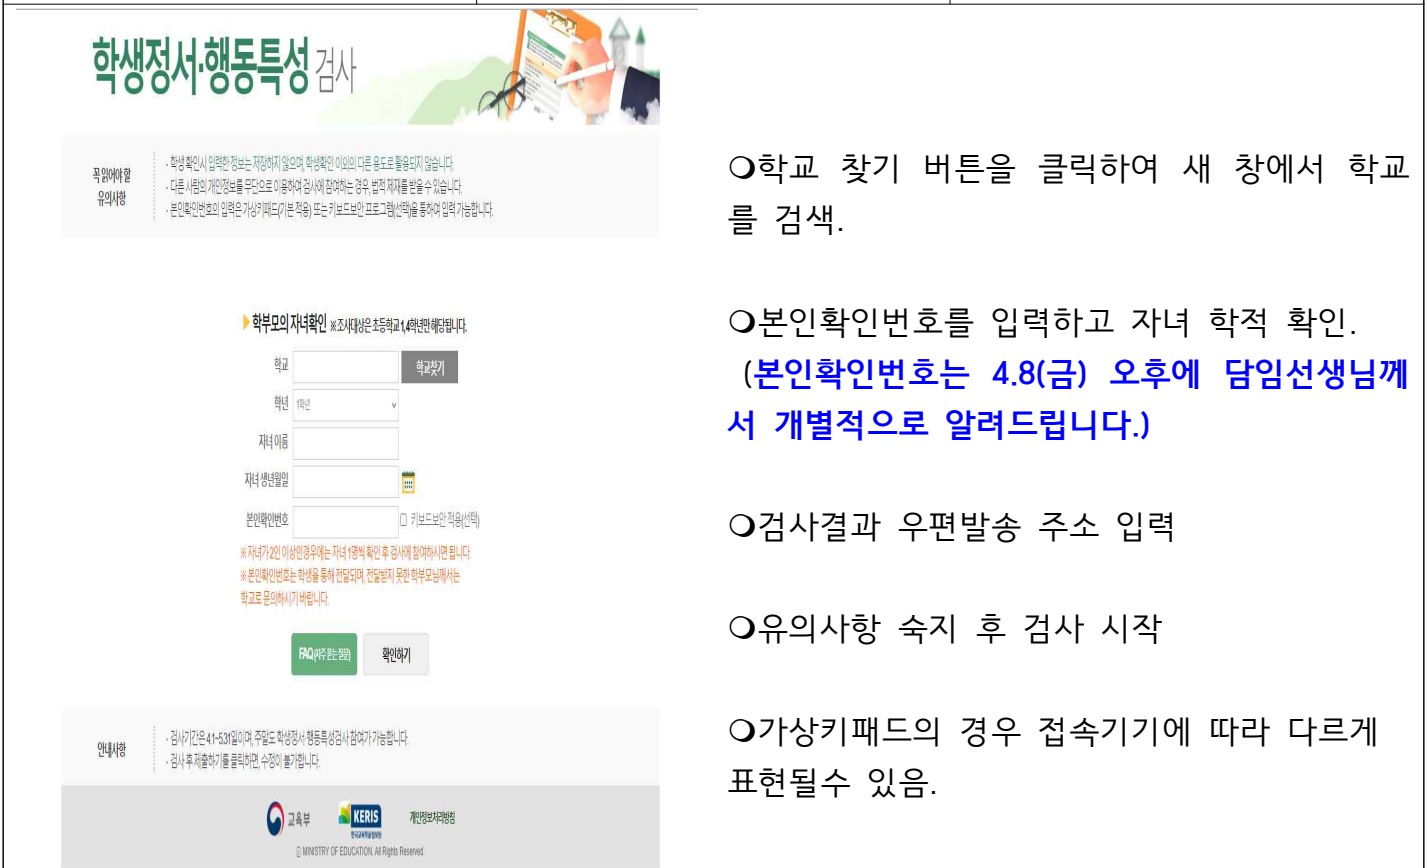 학생정서·행동특성 검사
꼭 읽어야 할
유의사항
· 학생 확인시 입력한 정보는 저장하지 않으며, 학생확인 이외의 다른 용도로 활용되지 않습니다.
· 다른 사람의 개인정보를 무단으로 이용하여 검사에 참여하는 경우, 법적 제재를 받을 수 있습니다.
· 본인확인번호의 입력은 가상키패드(기본 적용) 또는 키보드보안 프로그램(선택)을 통하여 입력 가능합니다.
학부모의 자녀확인 ※조사대상은 초등학교 1,4학년만 해당됩니다.
학교
학교찾기
학년 1학년
자녀 이름
자녀 생년월일
본인확인번호
키보드보안 적용(선택)
※ 자녀가 2인 이상인경우에는 자녀 1명씩 확인 후 검사에 참여하시면 됩니다
※ 본인확인번호는 학생을 통해 전달되며, 전달받지 못한 학부모님께서는
학교로 문의하시기 바랍니다.
FAQ(자주 묻는 질문)
확인하기
안내사항
· 검사기간은 4.1~5.31일이며, 주말도 학생정서·행동특성검사 참여가 가능합니다.
· 검사 후 제출하기를 클릭하면, 수정이 불가합니다.
교육부
KERIS
한국교육학술정보원
개인정보처리방침
ⓒ MINISTRY OF EDUCATION. All Rights Reserved.
❍학교 찾기 버튼을 클릭하여 새 창에서 학교
를 검색.
❍본인확인번호를 입력하고 자녀 학적 확인.
(본인확인번호는 4.8(금) 오후에 담임선생님께
서 개별적으로 알려드립니다.)
❍검사결과 우편발송 주소 입력
❍유의사항 숙지 후 검사 시작
❍가상키패드의 경우 접속기기에 따라 다르게
표현될수 있음.